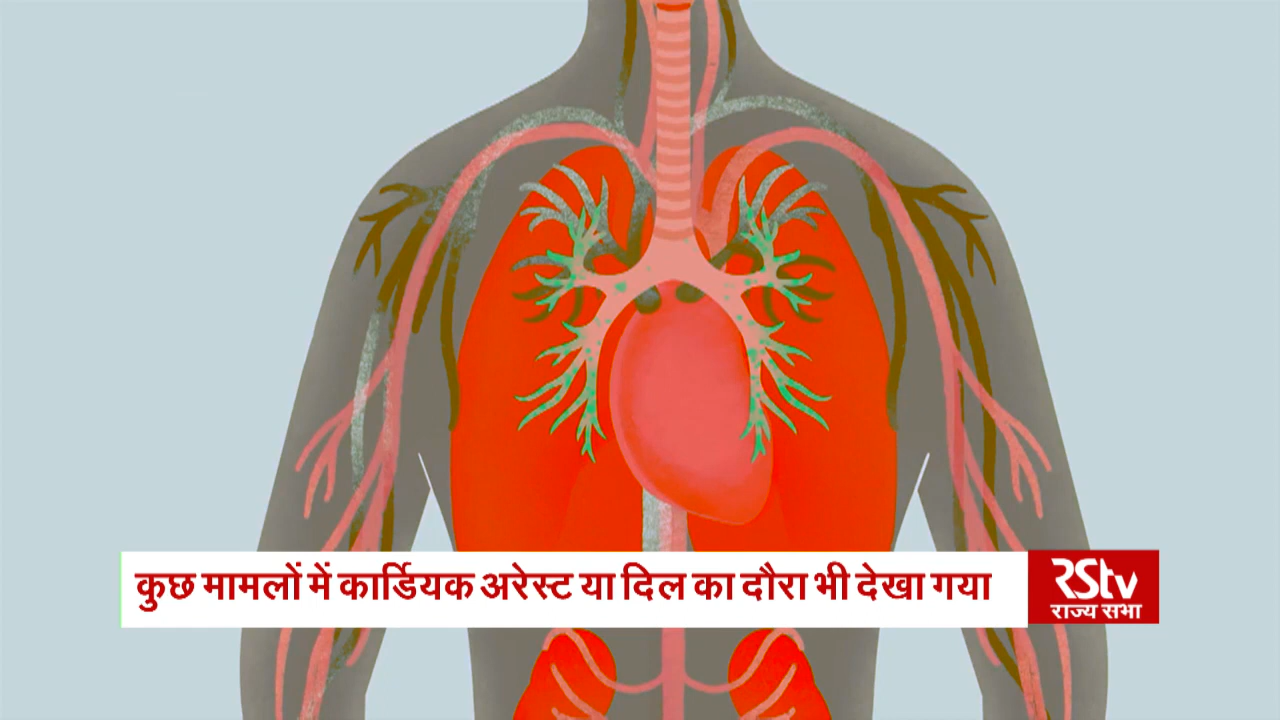 कुछ मामलों में कार्डियक अरेस्ट या दिल का दौरा भी देखा गया
RStv
राज्य सभा